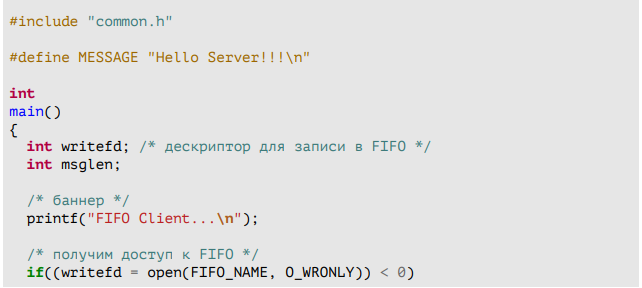 #include "common.h"
#define MESSAGE "Hello Server!!!\n"
int
main()
{
int writefd; /* дескриптор для записи в FIFO */
int msglen;
/* баннер */
printf("FIFO Client...\n");
/* получим доступ к FIFO */
if((writefd = open(FIFO_NAME, O_WRONLY)) < 0)